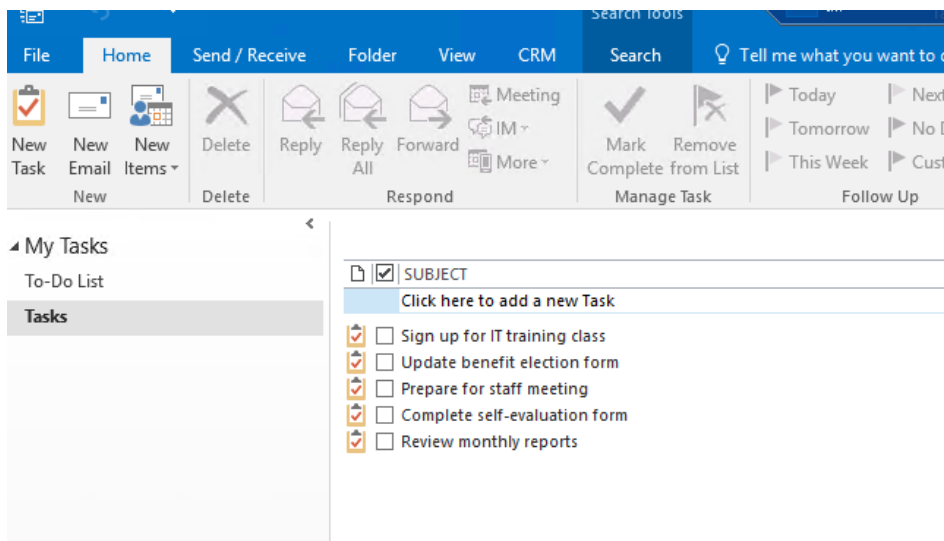 Search Tools
File Home Send / Receive Folder View CRM Search Tell me what you want to
New Task
New Email
New Items
Delete
Reply
Reply All
Forward
Meeting
IM
More
Mark Complete
Remove from List
Today
Tomorrow
This Week
Next
No
Cust
New Delete Respond Manage Task Follow Up
My Tasks
To-Do List
Tasks
SUBJECT
Click here to add a new Task
Sign up for IT training class
Update benefit election form
Prepare for staff meeting
Complete self-evaluation form
Review monthly reports